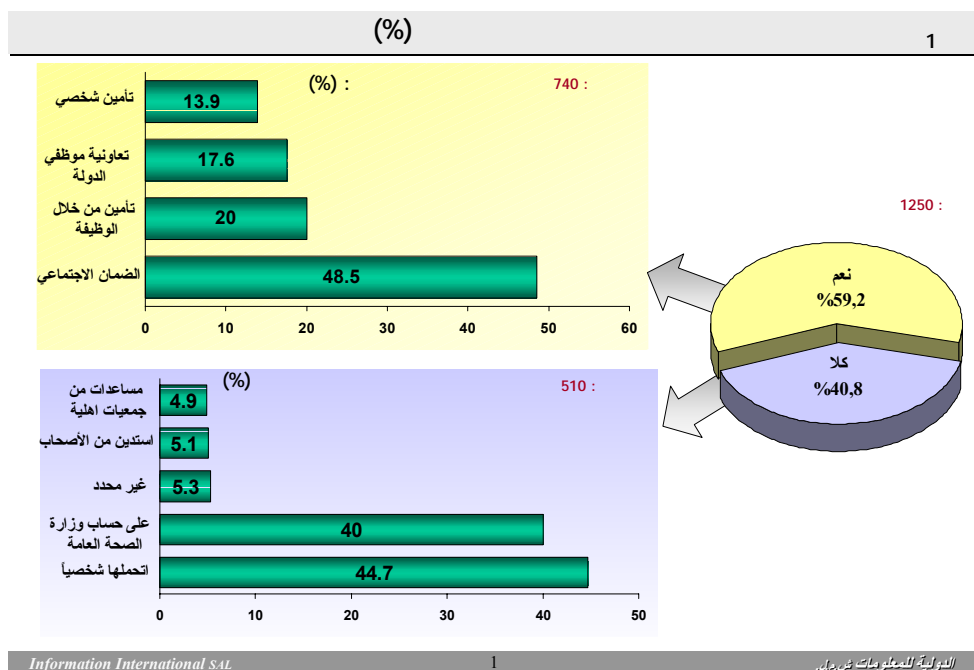 (%)
1
(%) :
740 :
تأمين شخصي
13.9
تعاونية موظفي
الدولة
17.6
تأمين من خلال
الوظيفة
20
الضمان الاجتماعي
48.5
0 10 20 30 40 50 60
1250 :
نعم
%59,2
كلا
%40,8
(%)
510 :
مساعدات من
جمعيات اهلية
4.9
استدين من الأصحاب
5.1
غير محدد
5.3
على حساب وزارة
الصحة العامة
40
اتحملها شخصياً
44.7
0 10 20 30 40 50
Information International SAL
1
الدولية للمعلومات ش.م.ل.